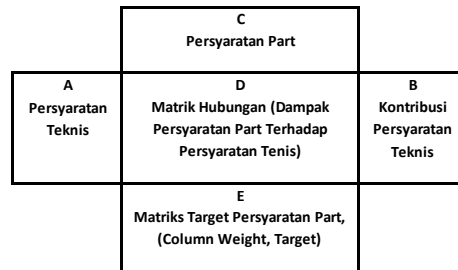 C
Persyaratan Part
A
Persyaratan
Teknis
D
Matrik Hubungan (Dampak
Persyaratan Part Terhadap
Persyaratan Tenis)
B
Kontribusi
Persyaratan
Teknis
E
Matriks Target Persyaratan Part,
(Column Weight, Target)